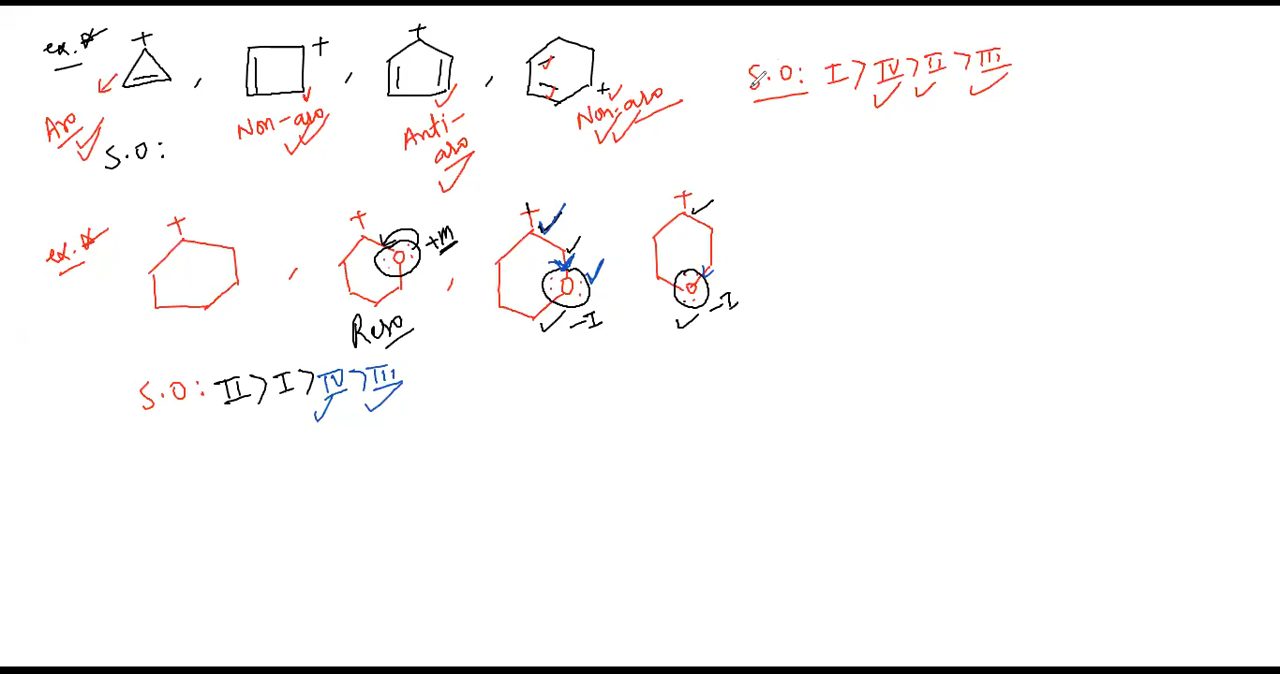 ex.
+ , + , + , + S.O: I > IV > II > III
Aro Non-aro Anti-aro Non-aro
S.O:
ex.
+ , + O +M , + O -I + O -I
Reso
S.O: II > I > IV > III